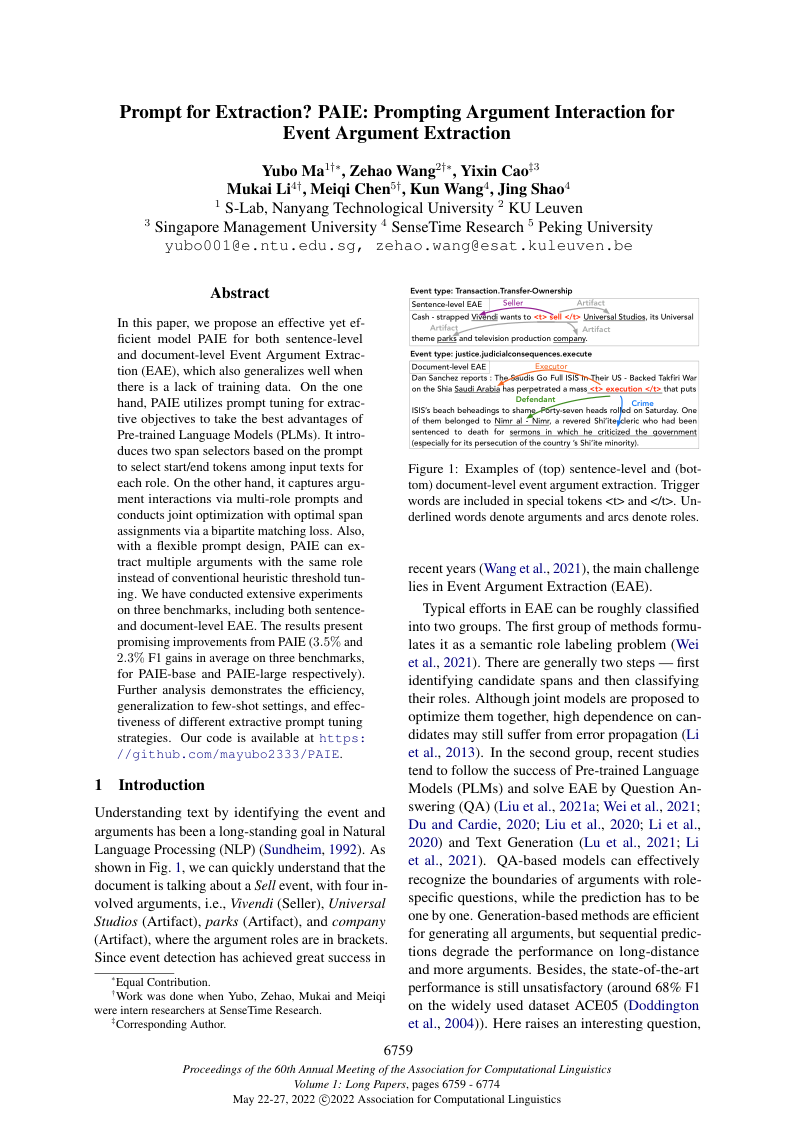 Prompt for Extraction? PAIE: Prompting Argument Interaction for
Event Argument Extraction
Yubo Ma1†∗, Zehao Wang2†∗, Yixin Cao‡3
Mukai Li4†, Meiqi Chen5†, Kun Wang4, Jing Shao4
1 S-Lab, Nanyang Technological University 2 KU Leuven
3 Singapore Management University 4 SenseTime Research 5 Peking University
yubo001@e.ntu.edu.sg, zehao.wang@esat.kuleuven.be
Abstract
In this paper, we propose an effective yet ef-
ficient model PAIE for both sentence-level
and document-level Event Argument Extrac-
tion (EAE), which also generalizes well when
there is a lack of training data. On the one
hand, PAIE utilizes prompt tuning for extrac-
tive objectives to take the best advantages of
Pre-trained Language Models (PLMs). It intro-
duces two span selectors based on the prompt
to select start/end tokens among input texts for
each role. On the other hand, it captures argu-
ment interactions via multi-role prompts and
conducts joint optimization with optimal span
assignments via a bipartite matching loss. Also,
with a flexible prompt design, PAIE can ex-
tract multiple arguments with the same role
instead of conventional heuristic threshold tun-
ing. We have conducted extensive experiments
on three benchmarks, including both sentence-
and document-level EAE. The results present
promising improvements from PAIE (3.5% and
2.3% F1 gains in average on three benchmarks,
for PAIE-base and PAIE-large respectively).
Further analysis demonstrates the efficiency,
generalization to few-shot settings, and effec-
tiveness of different extractive prompt tuning
strategies. Our code is available at https:
//github.com/mayubo2333/PAIE.
1 Introduction
Understanding text by identifying the event and
arguments has been a long-standing goal in Natural
Language Processing (NLP) (Sundheim, 1992). As
shown in Fig. 1, we can quickly understand that the
document is talking about a Sell event, with four in-
volved arguments, i.e., Vivendi (Seller), Universal
Studios (Artifact), parks (Artifact), and company
(Artifact), where the argument roles are in brackets.
Since event detection has achieved great success in
∗Equal Contribution.
†Work was done when Yubo, Zehao, Mukai and Meiqi
were intern researchers at SenseTime Research.
‡Corresponding Author.
Event type: Transaction.Transfer-Ownership
Sentence-level EAE Seller Artifact
Cash - strapped Vivendi wants to <t> sell </t> Universal Studios, its Universal
Artifact Artifact
theme parks and television production company.
Event type: justice.judicialconsequences.execute
Document-level EAE Executor
Dan Sanchez reports : The Saudis Go Full ISIS In Their US - Backed Takfiri War
on the Shia Saudi Arabia has perpetrated a mass <t> execution </t> that puts
Defendant Crime
ISIS's beach beheadings to shame. Forty-seven heads rolled on Saturday. One
of them belonged to Nimr al - Nimr, a revered Shi'ite cleric who had been
sentenced to death for sermons in which he criticized the government
(especially for its persecution of the country 's Shi'ite minority).
Figure 1: Examples of (top) sentence-level and (bot-
tom) document-level event argument extraction. Trigger
words are included in special tokens <t> and </t>. Un-
derlined words denote arguments and arcs denote roles.
recent years (Wang et al., 2021), the main challenge
lies in Event Argument Extraction (EAE).
Typical efforts in EAE can be roughly classified
into two groups. The first group of methods formu-
lates it as a semantic role labeling problem (Wei
et al., 2021). There are generally two steps — first
identifying candidate spans and then classifying
their roles. Although joint models are proposed to
optimize them together, high dependence on can-
didates may still suffer from error propagation (Li
et al., 2013). In the second group, recent studies
tend to follow the success of Pre-trained Language
Models (PLMs) and solve EAE by Question An-
swering (QA) (Liu et al., 2021a; Wei et al., 2021;
Du and Cardie, 2020; Liu et al., 2020; Li et al.,
2020) and Text Generation (Lu et al., 2021; Li
et al., 2021). QA-based models can effectively
recognize the boundaries of arguments with role-
specific questions, while the prediction has to be
one by one. Generation-based methods are efficient
for generating all arguments, but sequential predic-
tions degrade the performance on long-distance
and more arguments. Besides, the state-of-the-art
performance is still unsatisfactory (around 68% F1
on the widely used dataset ACE05 (Doddington
et al., 2004)). Here raises an interesting question,
6759
Proceedings of the 60th Annual Meeting of the Association for Computational Linguistics
Volume 1: Long Papers, pages 6759 - 6774
May 22-27, 2022 ©2022 Association for Computational Linguistics